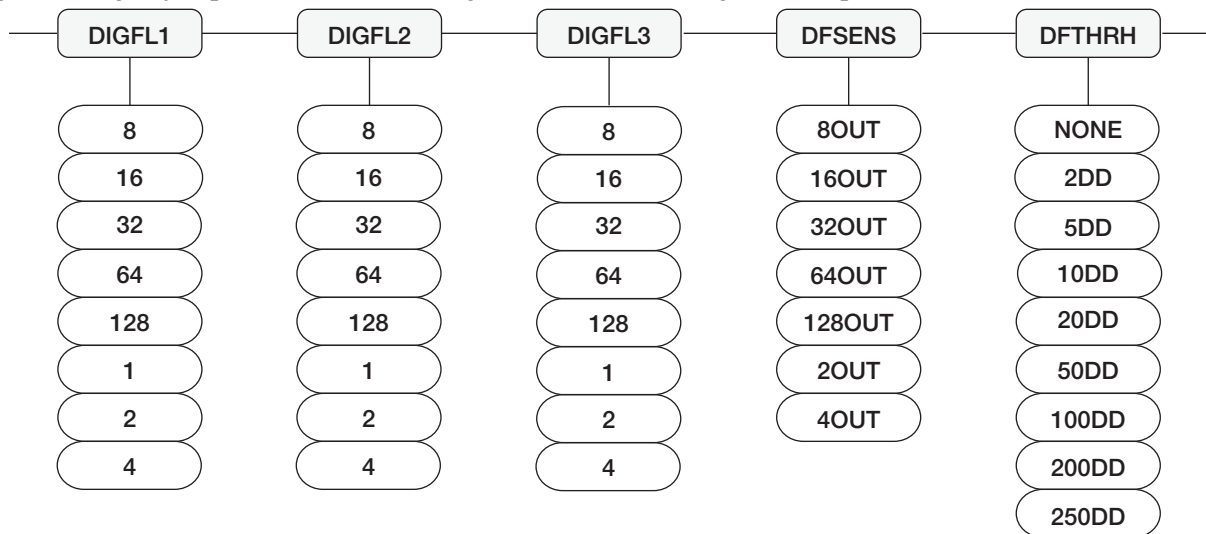 DIGFL1 DIGFL2 DIGFL3 DFSENS DFTHRH
8 8 8 8OUT NONE
16 16 16 16OUT 2DD
32 32 32 32OUT 5DD
64 64 64 64OUT 10DD
128 128 128 128OUT 20DD
1 1 1 2OUT 50DD
2 2 2 4OUT 100DD
4 4 4 200DD
250DD